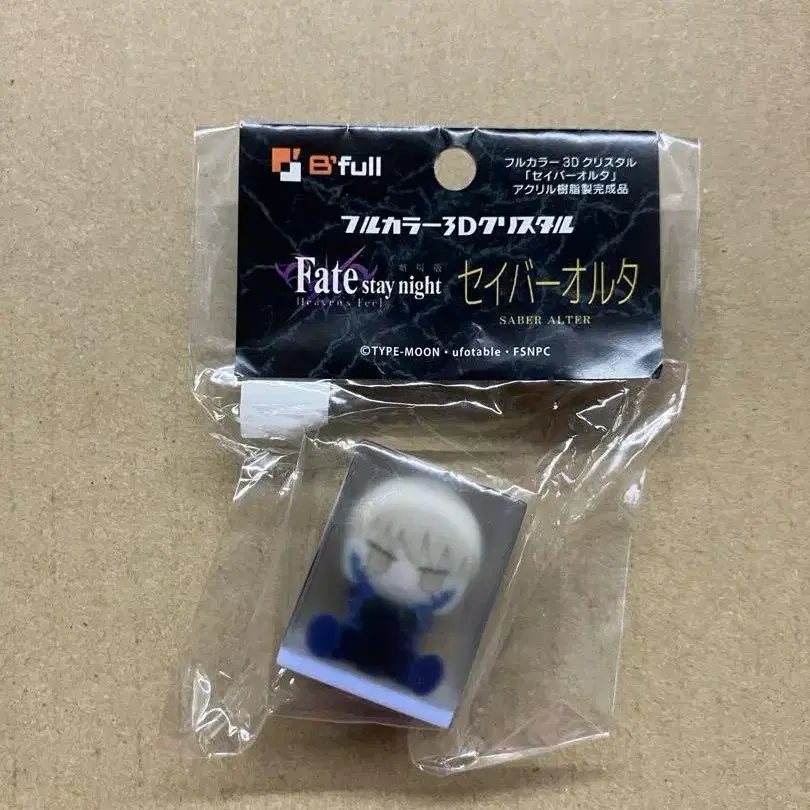 B'full
フルカラー 3D クリスタル
「セイバーオルタ」
アクリル樹脂製完成品
フルカラー3Dクリスタル
劇場版
Fate stay night
Heaven's Feel
セイバーオルタ
SABER ALTER
©TYPE-MOON・ufotable・FSNPC